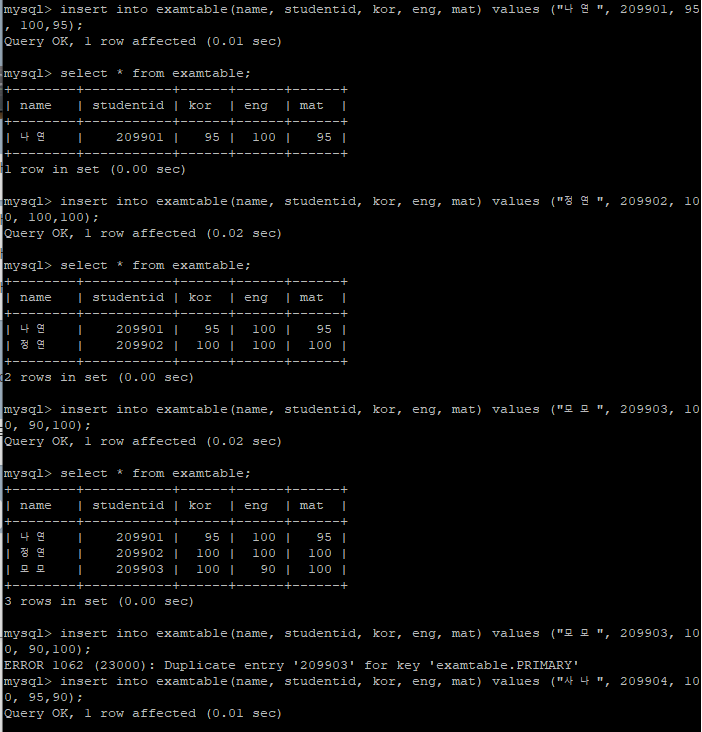 mysql> insert into examtable(name, studentid, kor, eng, mat) values ("나연", 209901, 95
, 100,95);
Query OK, 1 row affected (0.01 sec)
mysql> select * from examtable;
+--------+-----------+------+------+------+
| name   | studentid | kor  | eng  | mat  |
+--------+-----------+------+------+------+
| 나연   |    209901 |   95 |  100 |   95 |
+--------+-----------+------+------+------+
1 row in set (0.00 sec)
mysql> insert into examtable(name, studentid, kor, eng, mat) values ("정연", 209902, 10
0, 100,100);
Query OK, 1 row affected (0.02 sec)
mysql> select * from examtable;
+--------+-----------+------+------+------+
| name   | studentid | kor  | eng  | mat  |
+--------+-----------+------+------+------+
| 나연   |    209901 |   95 |  100 |   95 |
| 정연   |    209902 |  100 |  100 |  100 |
+--------+-----------+------+------+------+
2 rows in set (0.00 sec)
mysql> insert into examtable(name, studentid, kor, eng, mat) values ("모모", 209903, 10
0, 90,100);
Query OK, 1 row affected (0.02 sec)
mysql> select * from examtable;
+--------+-----------+------+------+------+
| name   | studentid | kor  | eng  | mat  |
+--------+-----------+------+------+------+
| 나연   |    209901 |   95 |  100 |   95 |
| 정연   |    209902 |  100 |  100 |  100 |
| 모모   |    209903 |  100 |   90 |  100 |
+--------+-----------+------+------+------+
3 rows in set (0.00 sec)
mysql> insert into examtable(name, studentid, kor, eng, mat) values ("모모", 209903, 10
0, 90,100);
ERROR 1062 (23000): Duplicate entry '209903' for key 'examtable.PRIMARY'
mysql> insert into examtable(name, studentid, kor, eng, mat) values ("사나", 209904, 10
0, 95,90);
Query OK, 1 row affected (0.01 sec)